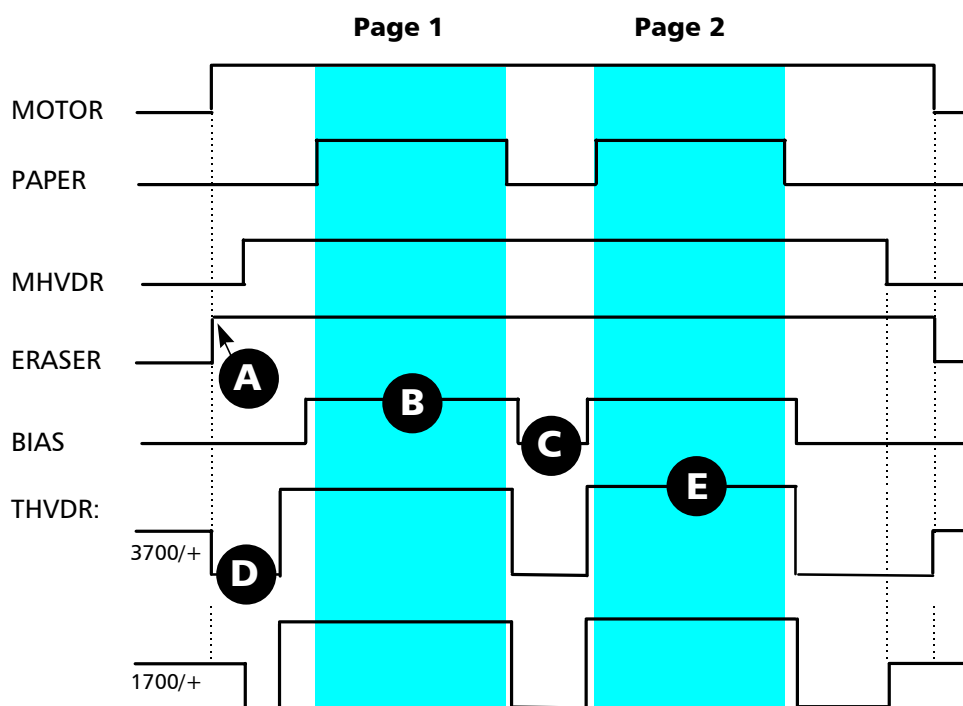 Page 1 Page 2
MOTOR
PAPER
MHVDR
ERASER
A
B
BIAS
C
E
THVDR:
3700/+
D
1700/+